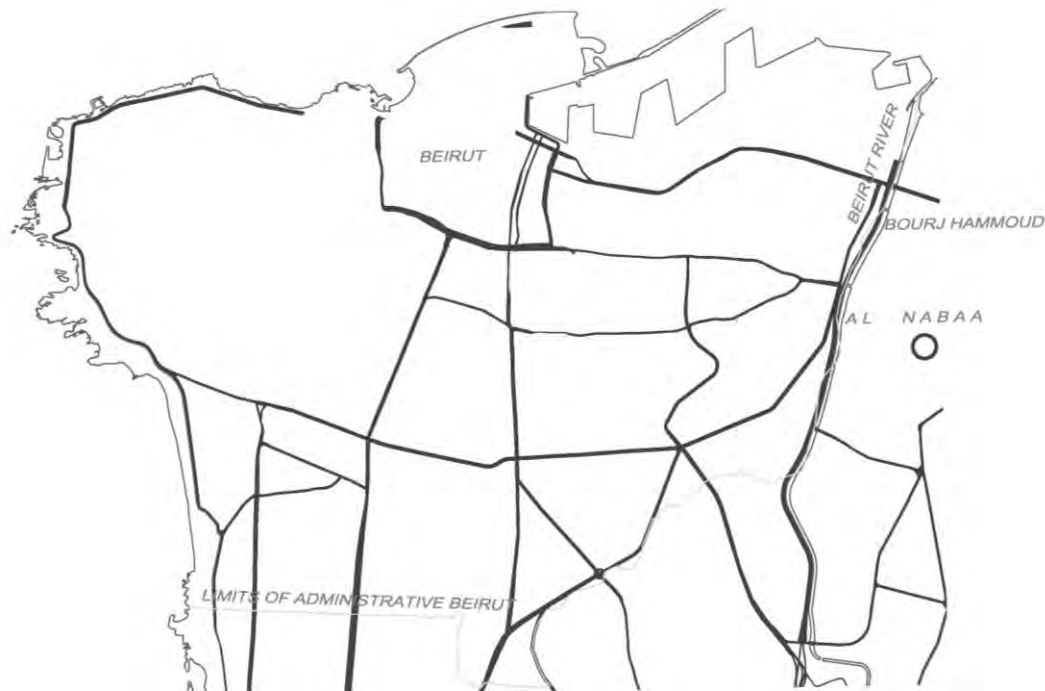 BEIRUT
BEIRUT RIVER
BOURJ HAMMOUD
AL NABAA
LIMITS OF ADMINISTRATIVE BEIRUT